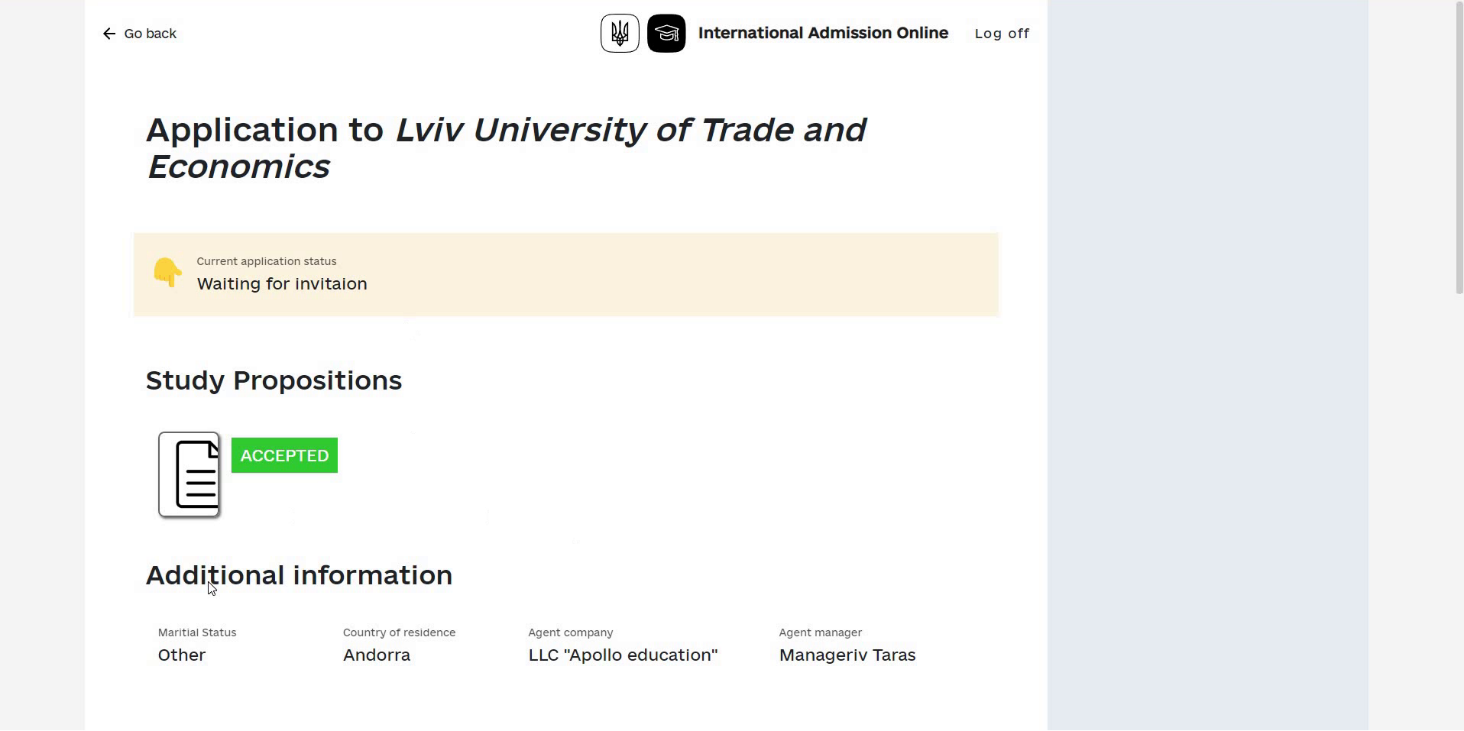 Go back
International Admission Online
Log off
Application to Lviv University of Trade and
Economics
Current application status
Waiting for invitaion
Study Propositions
ACCEPTED
Additional information
Maritial Status
Country of residence
Agent company
Agent manager
Other
Andorra
LLC "Apollo education"
Manageriv Taras